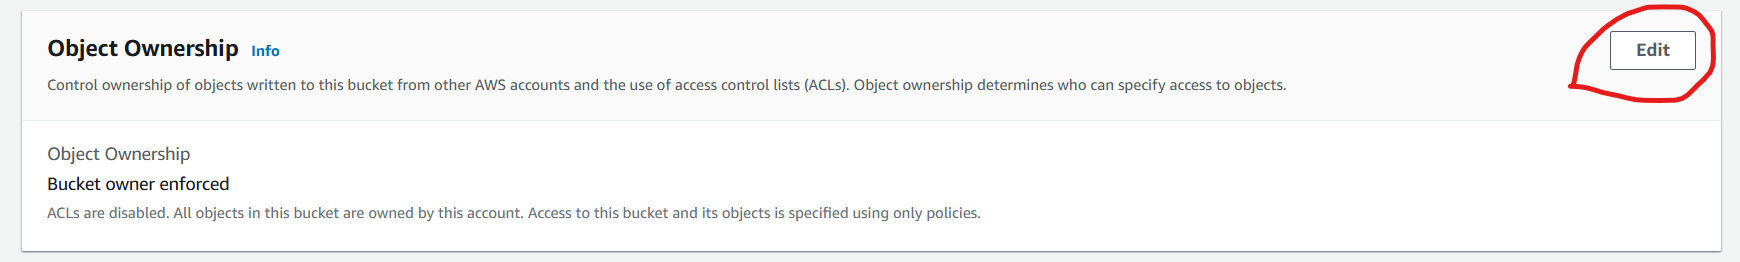 Object Ownership Info
Edit
Control ownership of objects written to this bucket from other AWS accounts and the use of access control lists (ACLs). Object ownership determines who can specify access to objects.
Object Ownership
Bucket owner enforced
ACLs are disabled. All objects in this bucket are owned by this account. Access to this bucket and its objects is specified using only policies.